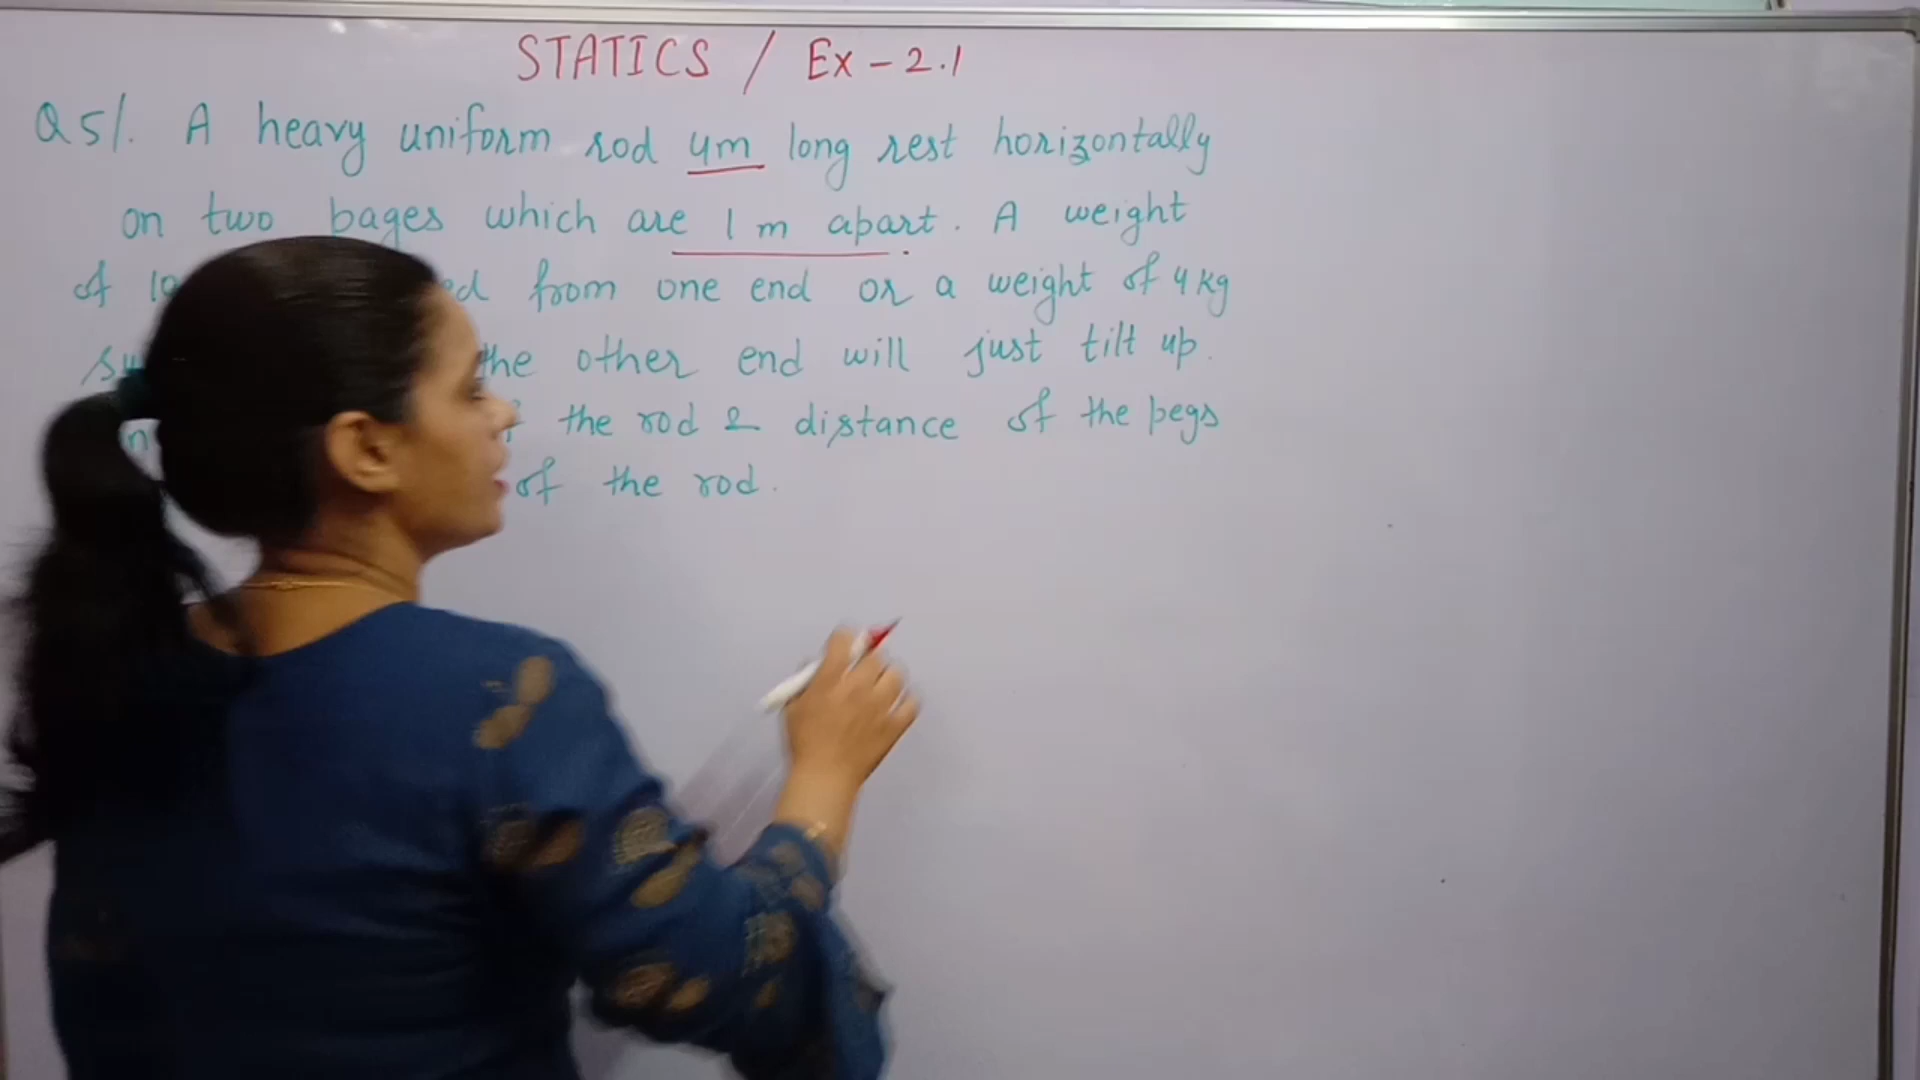 STATICS / Ex - 2.1
Q5/. A heavy uniform rod 4m long rest horizontally
on two bages which are 1 m apart. A weight
of from one end or a weight of 4 kg
the other end will just tilt up.
the rod & distance of the pegs
of the rod.